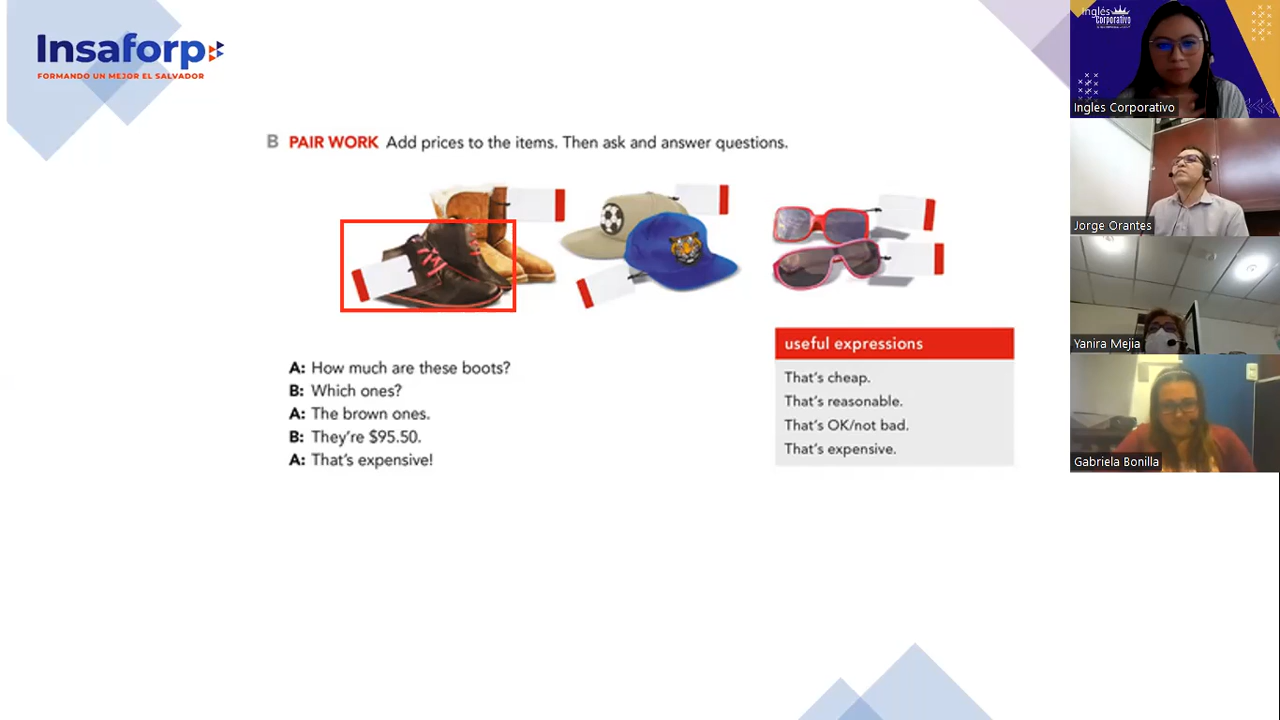 Insaforp
FORMANDO UN MEJOR EL SALVADOR
B PAIR WORK Add prices to the items. Then ask and answer questions.
A: How much are these boots?
B: Which ones?
A: The brown ones.
B: They're $95.50.
A: That's expensive!
useful expressions
That's cheap.
That's reasonable.
That's OK/not bad.
That's expensive.
Inglés
Corporativo
Ingles Corporativo
Jorge Orantes
Yanira Mejia
Gabriela Bonilla